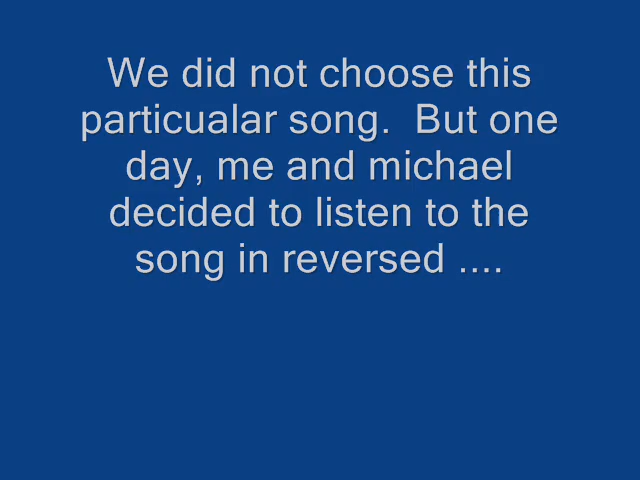 We did not choose this
particualar song.  But one
day, me and michael
decided to listen to the
song in reversed ....